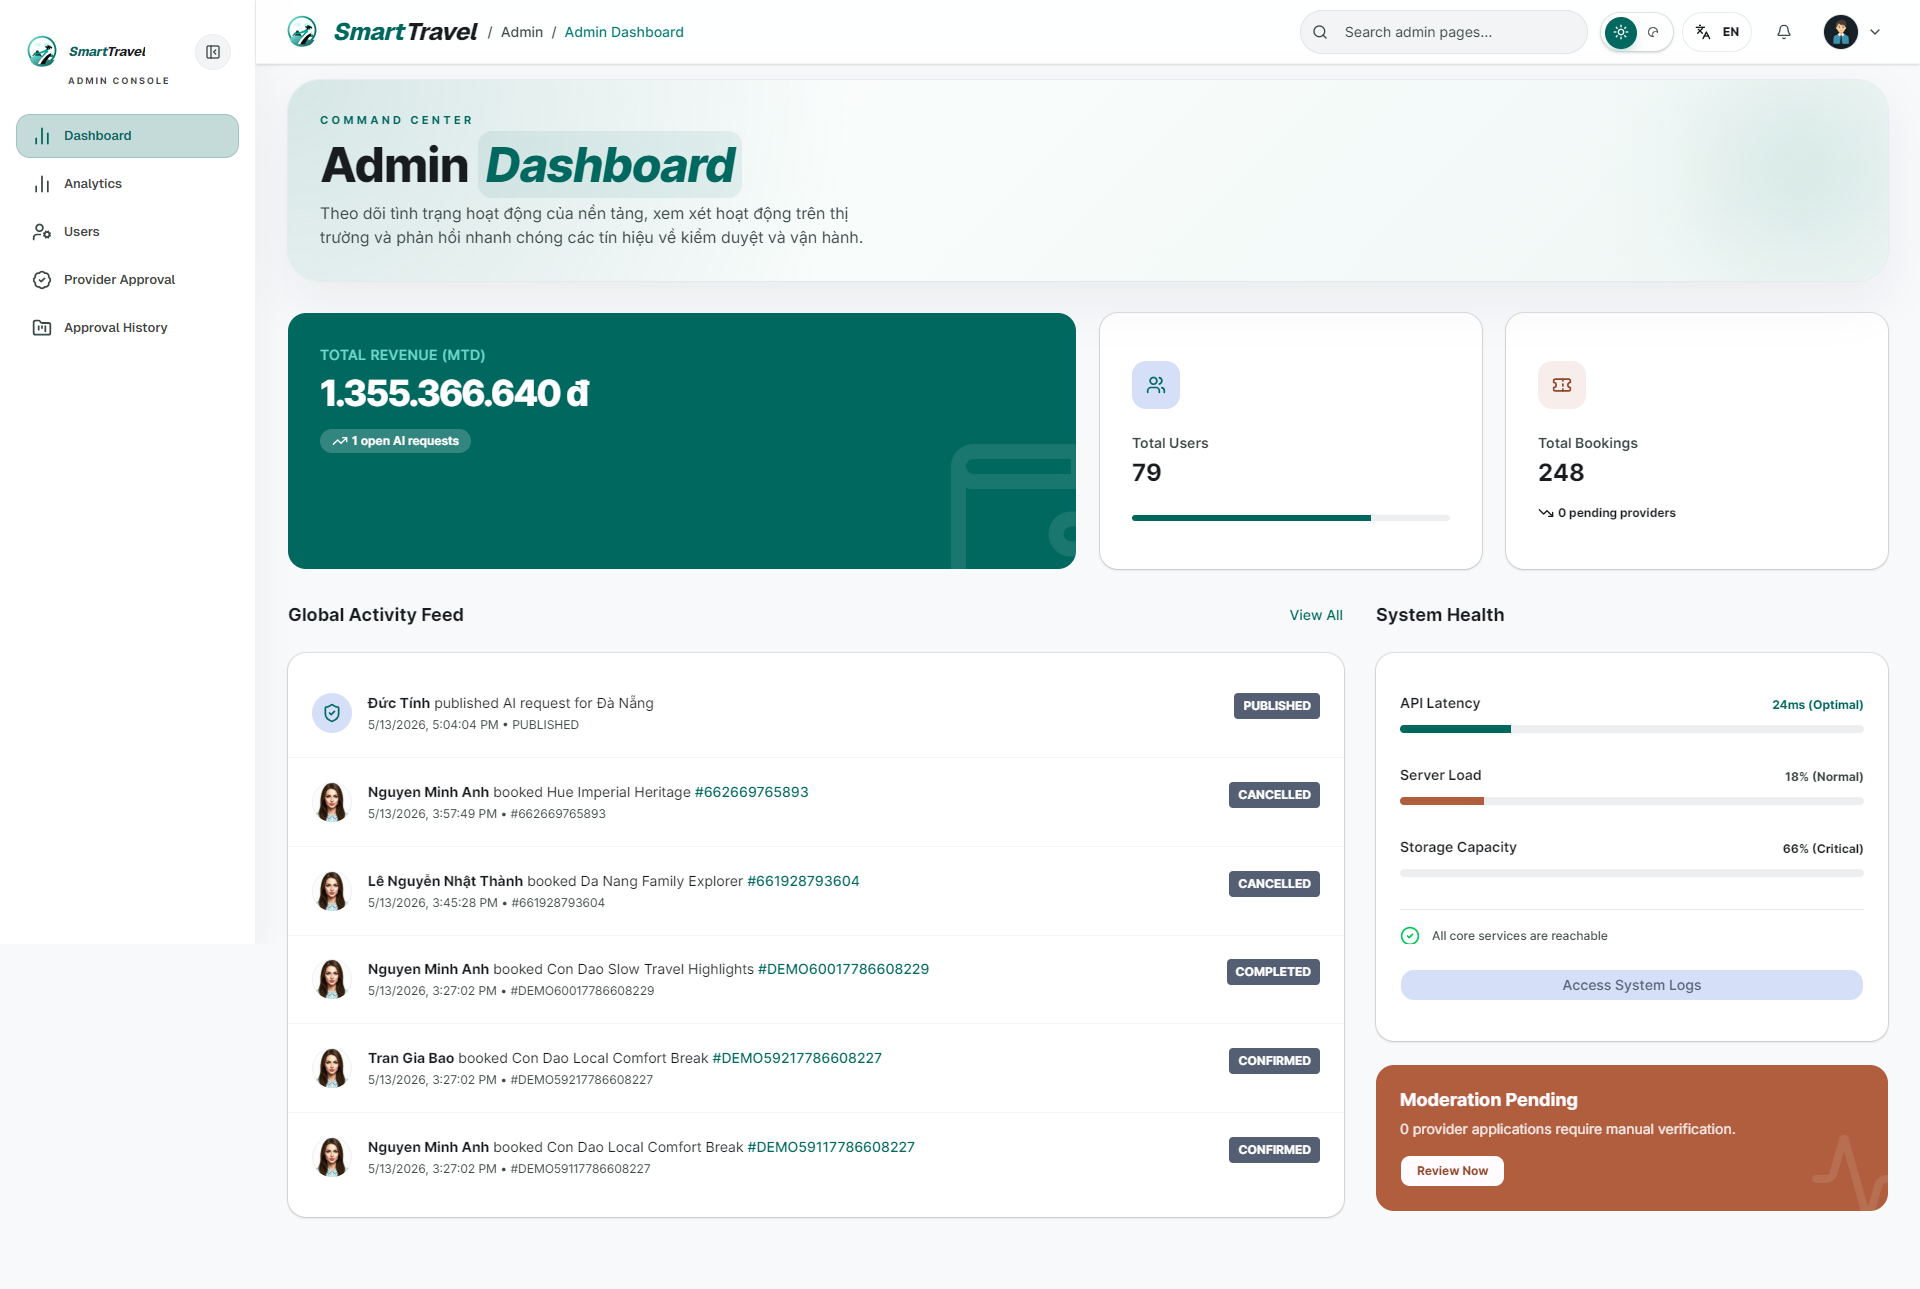 SmartTravel
ADMIN CONSOLE
Dashboard
Analytics
Users
Provider Approval
Approval History
SmartTravel / Admin / Admin Dashboard
Search admin pages...
EN
COMMAND CENTER
Admin Dashboard
Theo dõi tình trạng hoạt động của nền tảng, xem xét hoạt động trên thị
trường và phản hồi nhanh chóng các tín hiệu về kiểm duyệt và vận hành.
TOTAL REVENUE (MTD)
1.355.366.640 đ
1 open AI requests
Total Users
79
Total Bookings
248
0 pending providers
Global Activity Feed
View All
Đức Tính published AI request for Đà Nẵng
5/13/2026, 5:04:04 PM • PUBLISHED
PUBLISHED
Nguyen Minh Anh booked Hue Imperial Heritage #662669765893
5/13/2026, 3:57:49 PM • #662669765893
CANCELLED
Lê Nguyễn Nhật Thành booked Da Nang Family Explorer #661928793604
5/13/2026, 3:45:28 PM • #661928793604
CANCELLED
Nguyen Minh Anh booked Con Dao Slow Travel Highlights #DEMO60017786608229
5/13/2026, 3:27:02 PM • #DEMO60017786608229
COMPLETED
Tran Gia Bao booked Con Dao Local Comfort Break #DEMO59217786608227
5/13/2026, 3:27:02 PM • #DEMO59217786608227
CONFIRMED
Nguyen Minh Anh booked Con Dao Local Comfort Break #DEMO59117786608227
5/13/2026, 3:27:02 PM • #DEMO59117786608227
CONFIRMED
System Health
API Latency
24ms (Optimal)
Server Load
18% (Normal)
Storage Capacity
66% (Critical)
All core services are reachable
Access System Logs
Moderation Pending
0 provider applications require manual verification.
Review Now